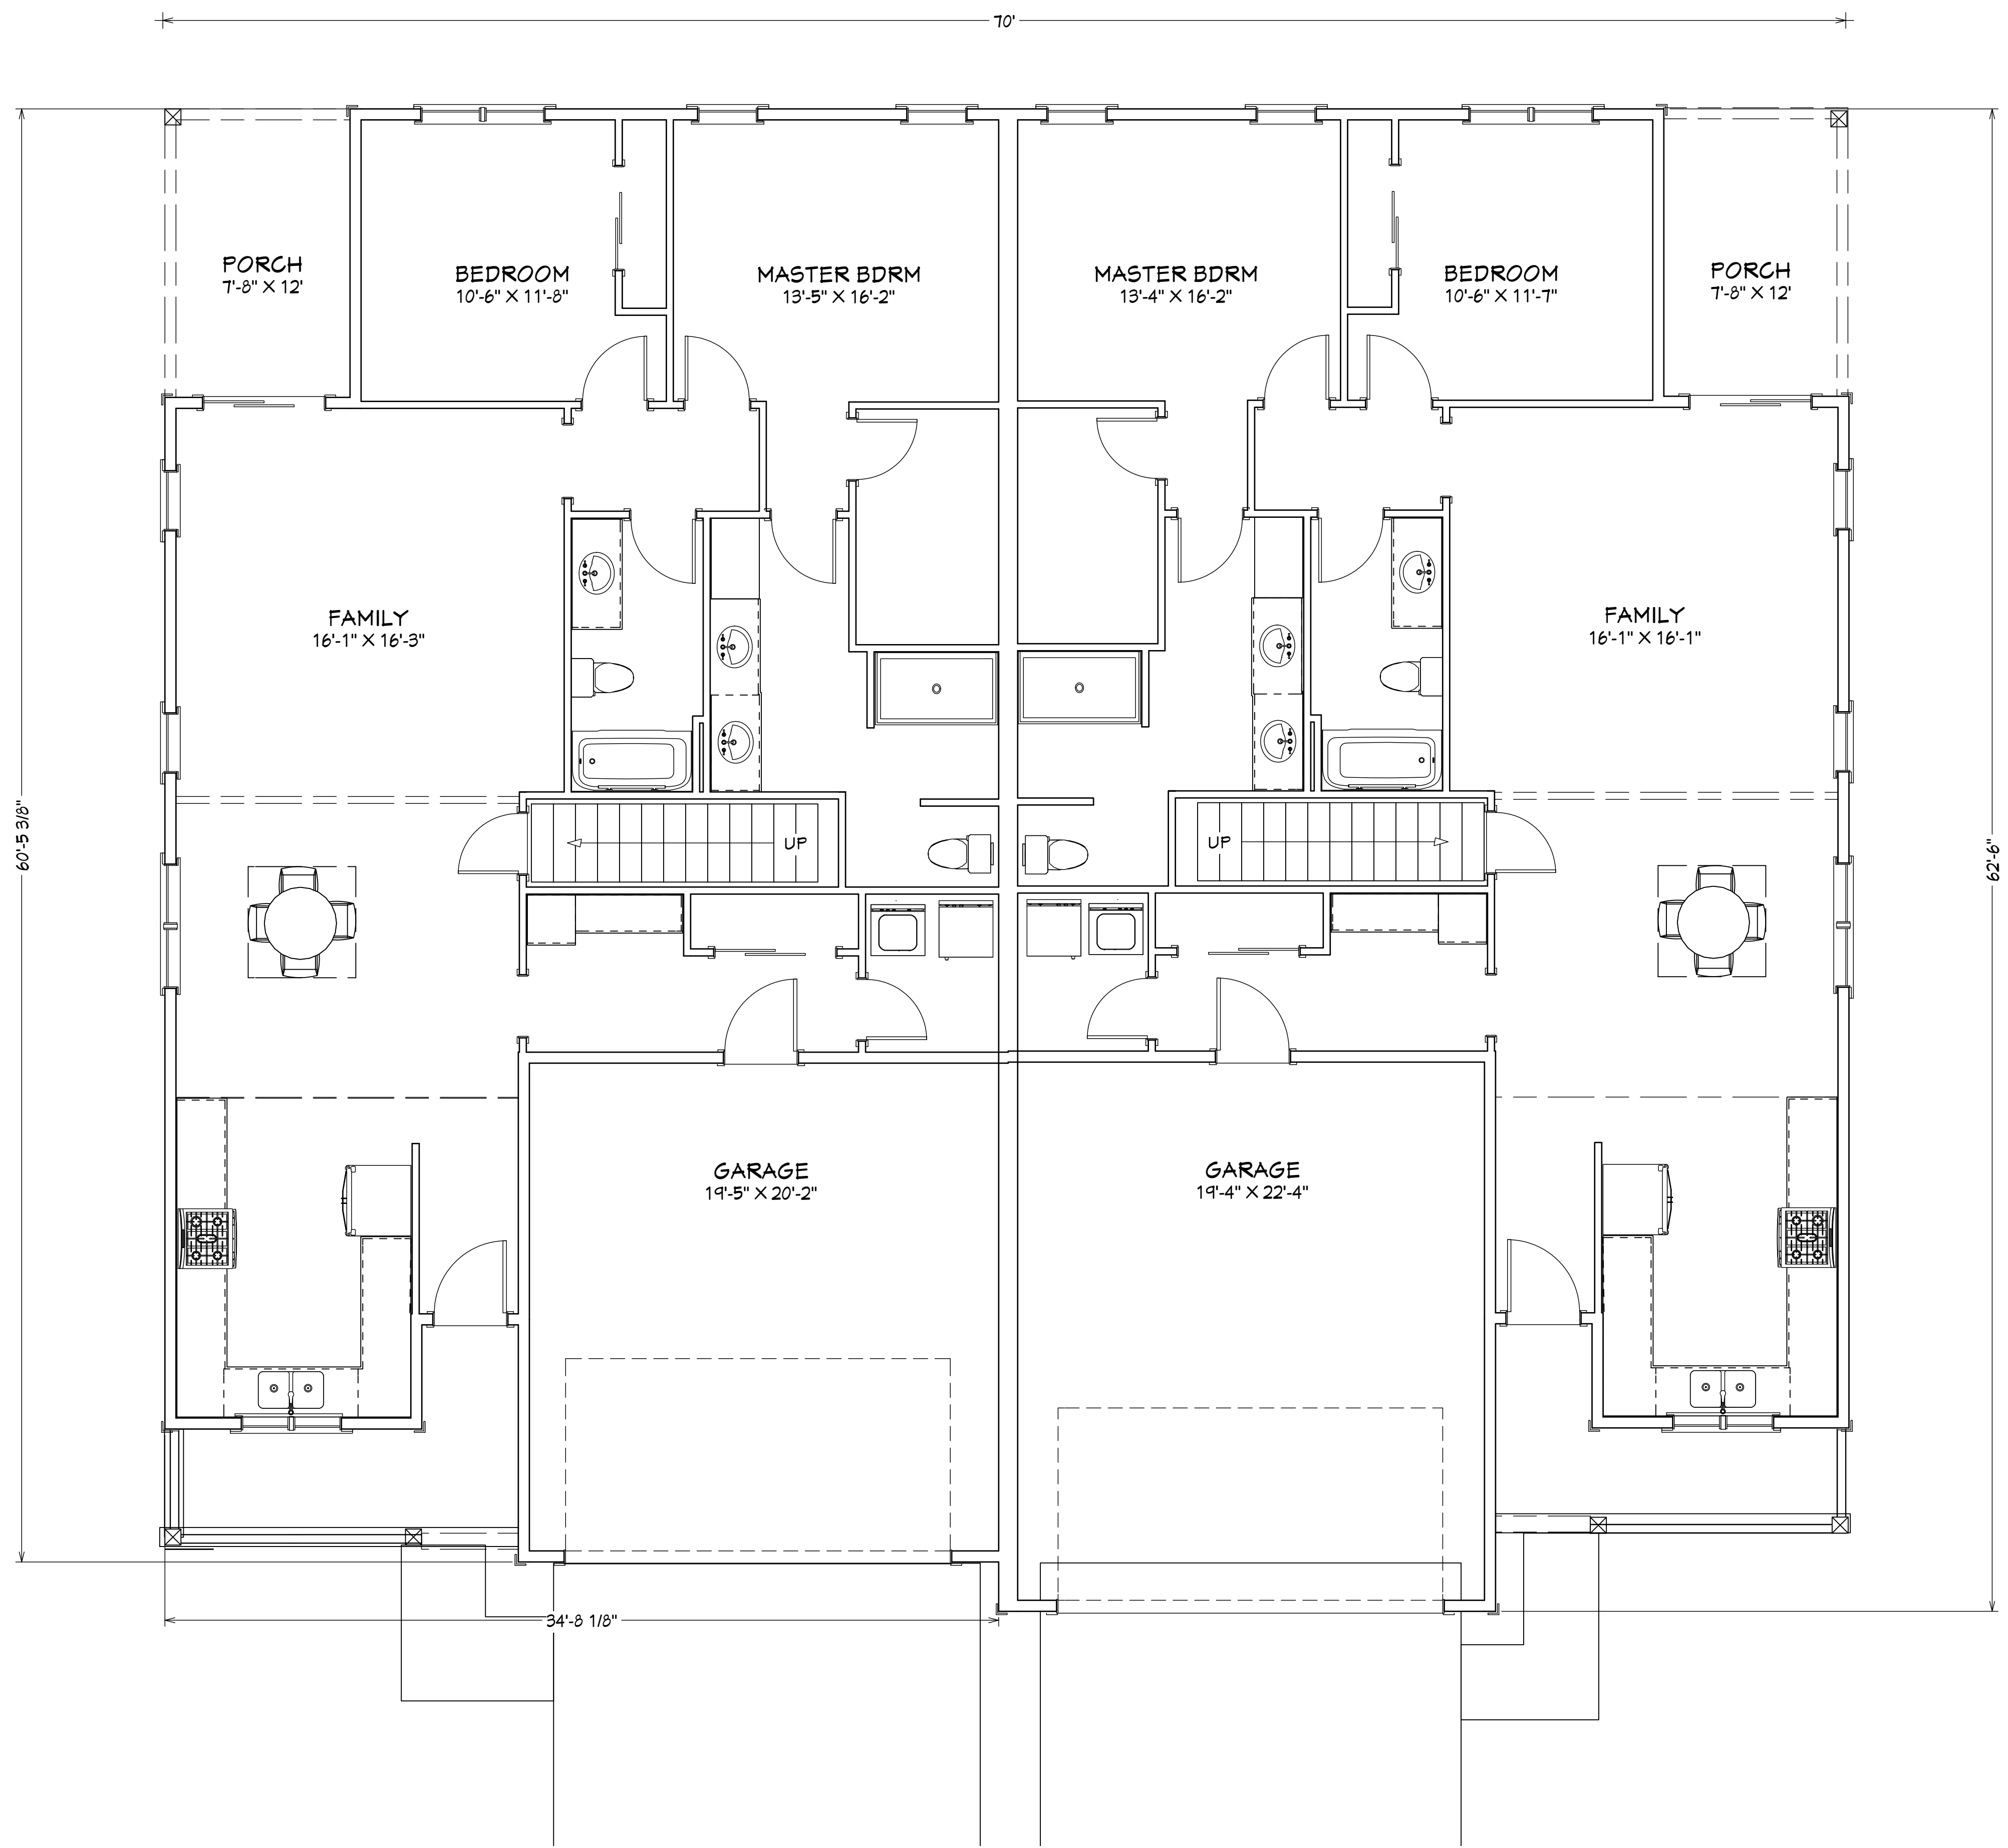 70'
PORCH
7'-8" X 12'
BEDROOM
10'-6" X 11'-8"
MASTER BDRM
13'-5" X 16'-2"
MASTER BDRM
13'-4" X 16'-2"
BEDROOM
10'-6" X 11'-7"
PORCH
7'-8" X 12'
FAMILY
16'-1" X 16'-3"
FAMILY
16'-1" X 16'-1"
60'-5 3/8"
UP
UP
62'-6"
GARAGE
19'-5" X 20'-2"
GARAGE
19'-4" X 22'-4"
34'-8 1/8"